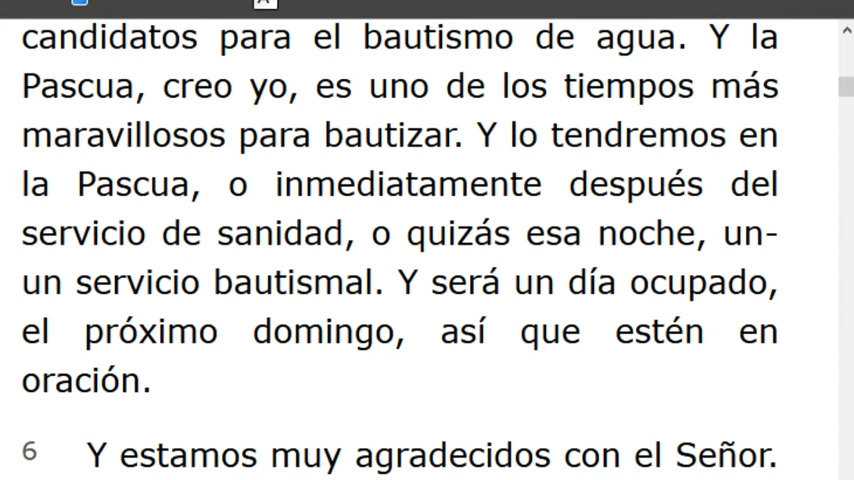 candidatos para el bautismo de agua. Y la
Pascua, creo yo, es uno de los tiempos más
maravillosos para bautizar. Y lo tendremos en
la Pascua, o inmediatamente después del
servicio de sanidad, o quizás esa noche, un-
un servicio bautismal. Y será un día ocupado,
el próximo domingo, así que estén en
oración.
6 Y estamos muy agradecidos con el Señor.